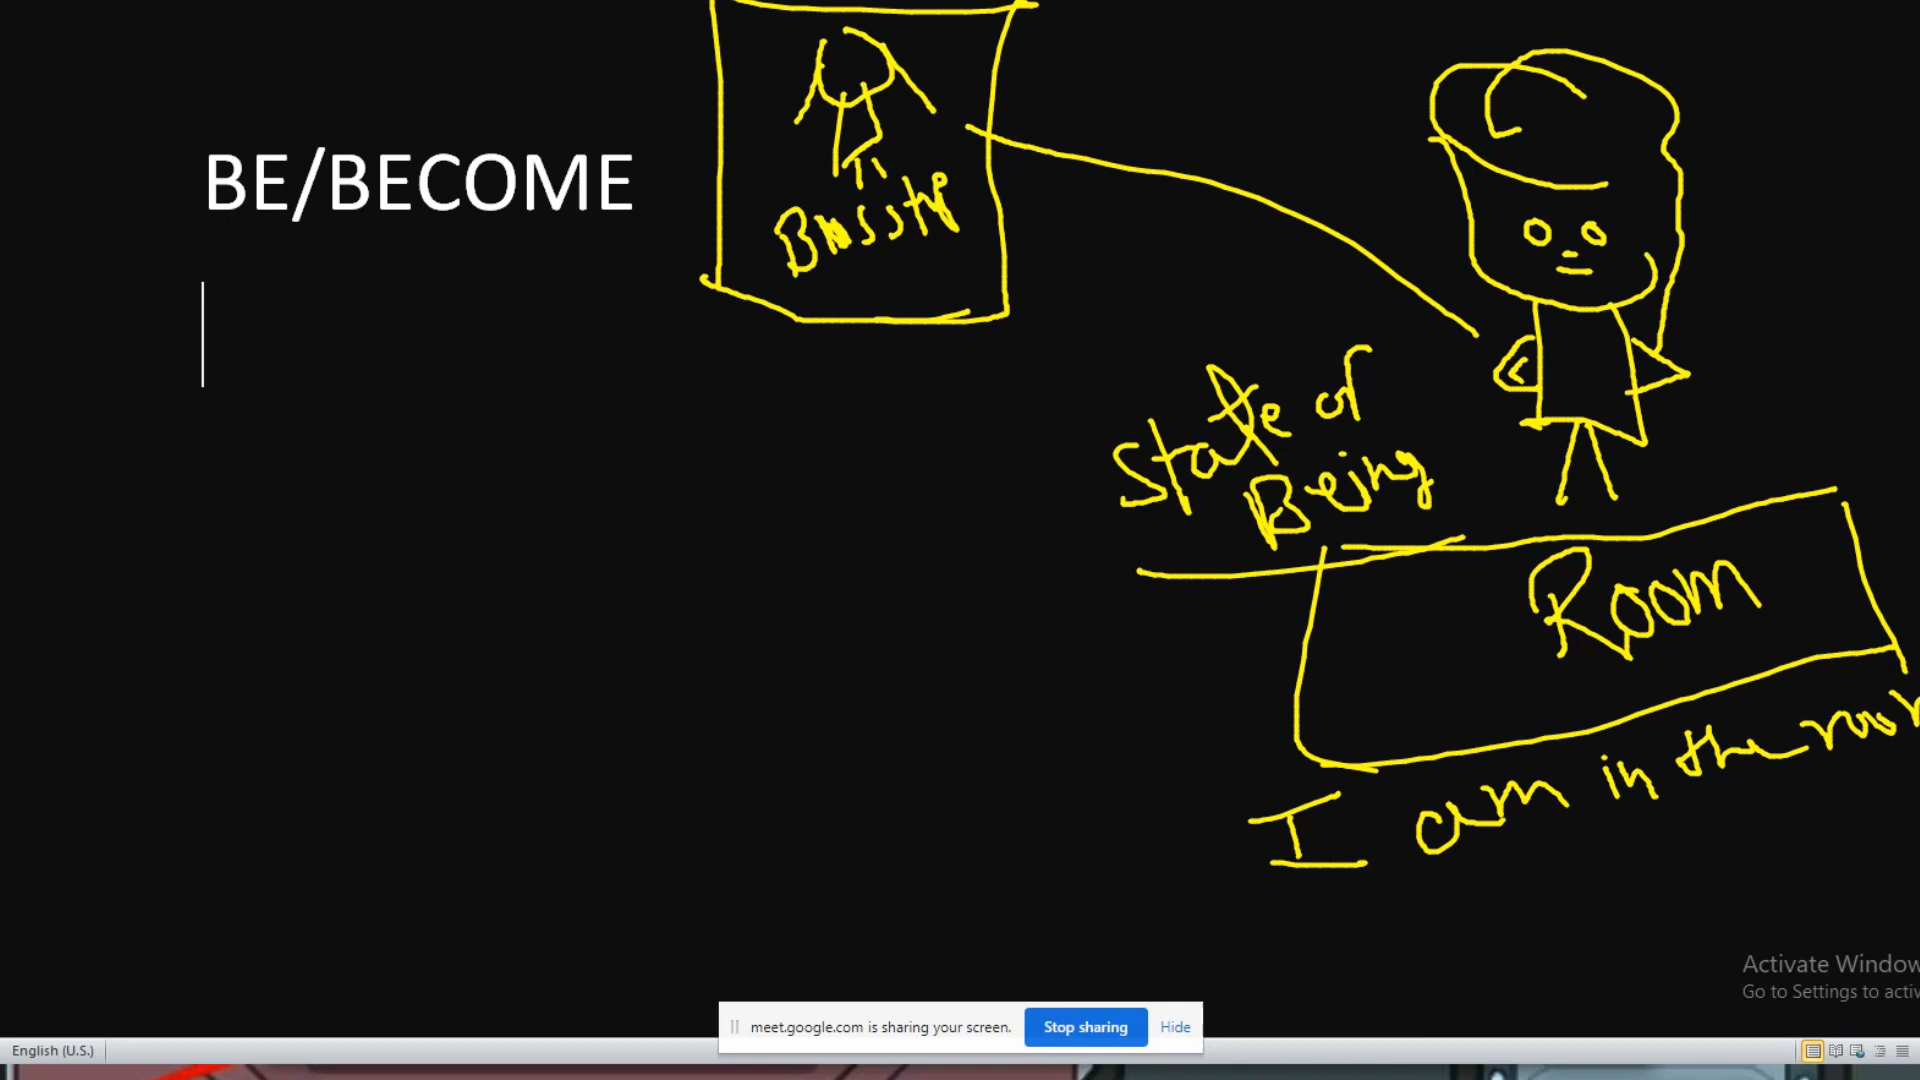 BE/BECOME
State of
Being
Room
I am in the room
Activate Window
Go to Settings to activ
meet.google.com is sharing your screen.
Stop sharing
Hide
English (U.S.)